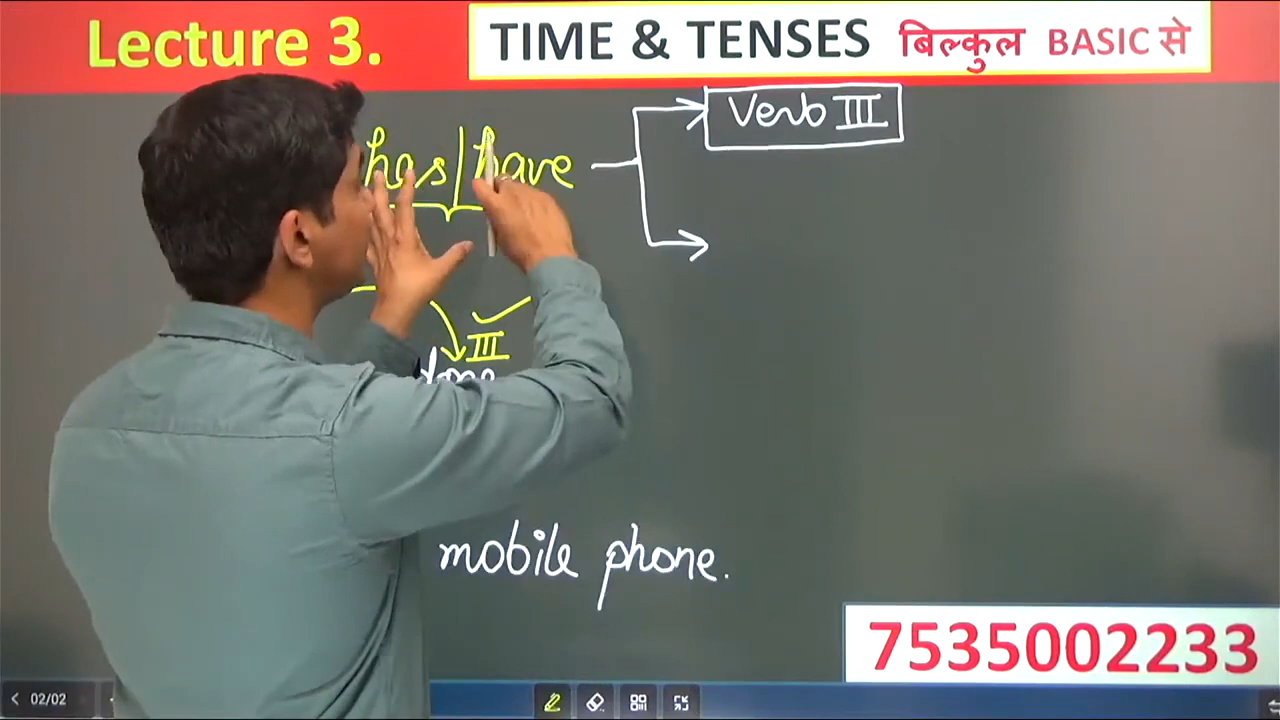 Lecture 3. TIME & TENSES बिल्कुल BASIC से
has | have
Verb III
III
mobile phone.
7535002233
02/02